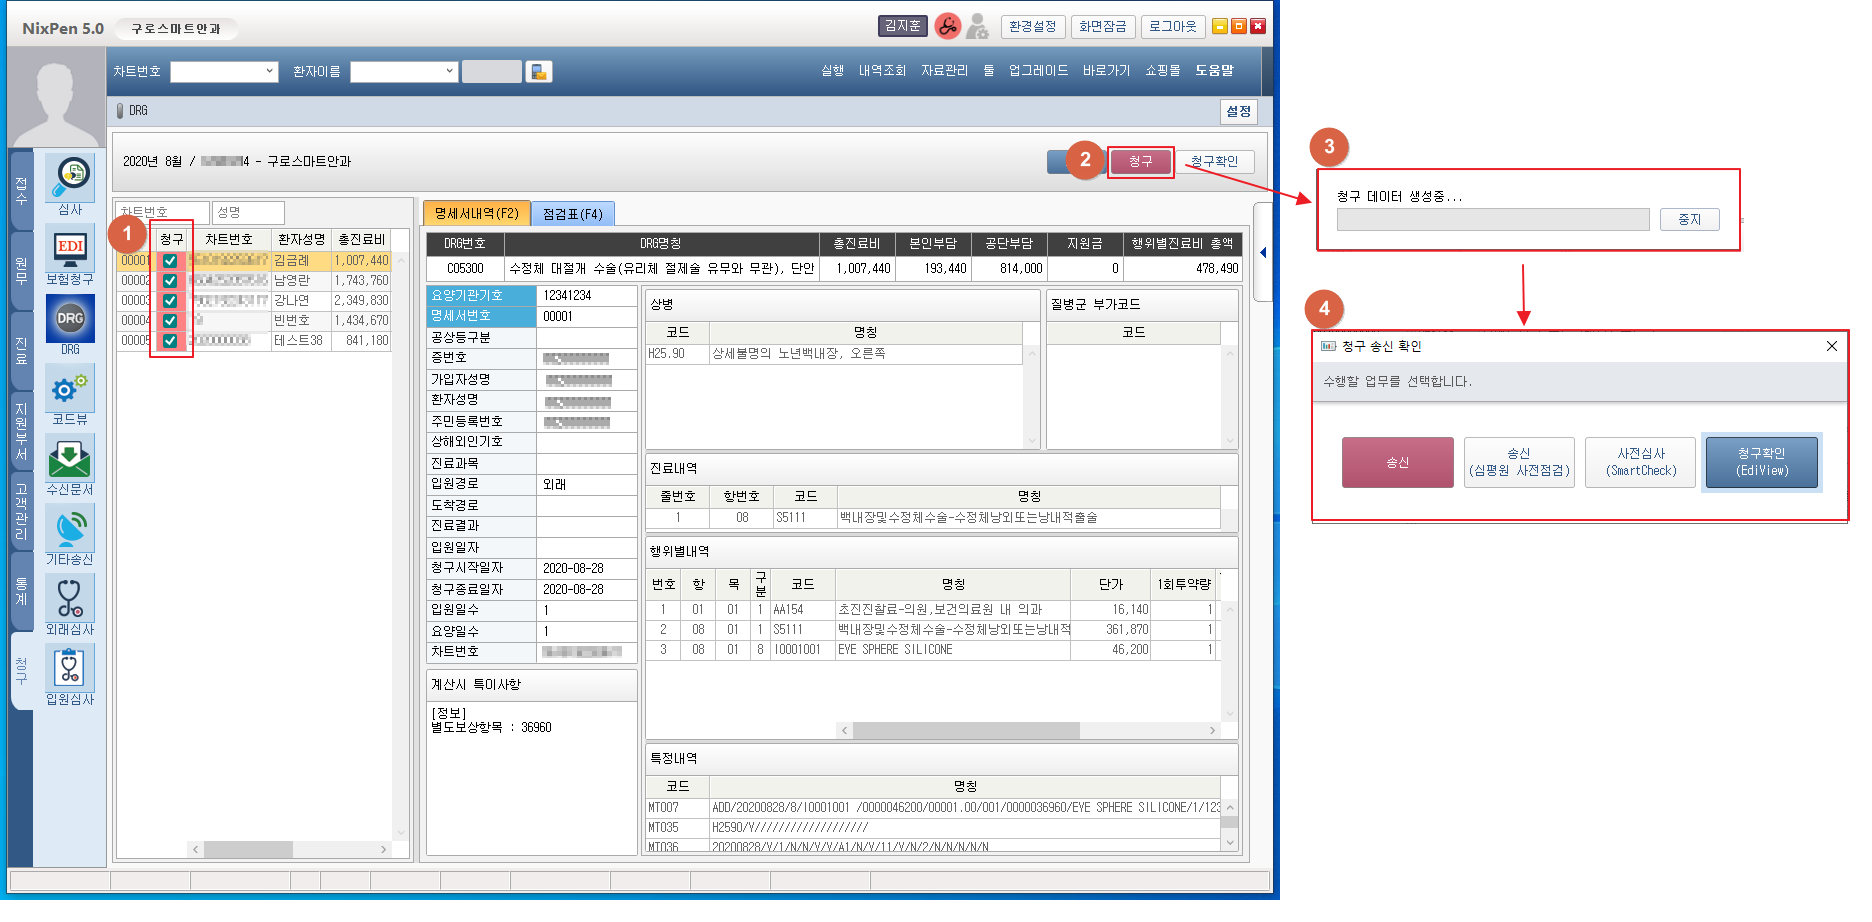 NixPen 5.0 구로스마트안과
김지훈 환경설정 화면잠금 로그아웃
차트번호 환자이름
실행 내역조회 자료관리 툴 업그레이드 바로가기 쇼핑몰 도움말
DRG
설정
2020년 8월 / 14 - 구로스마트안과
2 청구 청구확인
접수
원무
진료
지원부서
고객관리
통계
청구
심사
EDI
보험청구
DRG
DRG
코드뷰
수신문서
기타송신
외래심사
입원심사
차트번호 성명
1
청구 차트번호 환자성명 총진료비
00001 김금례 1,007,440
00002 남영란 1,743,760
00003 강나연 2,349,830
00004 빈번호 1,434,670
00005 테스트38 841,180
명세서내역(F2) 점검표(F4)
DRG번호 DRG명칭 총진료비 본인부담 공단부담 지원금 행위별진료비 총액
C05300 수정체 대절개 수술(유리체 절제술 유무와 무관), 단안 1,007,440 193,440 814,000 0 478,490
요양기관기호 12341234
명세서번호 00001
공상등구분
증번호
가입자성명
환자성명
주민등록번호
상해외인기호
진료과목
입원경로 외래
도착경로
진료결과
입원일자
청구시작일자 2020-08-28
청구종료일자 2020-08-28
입원일수 1
요양일수 1
차트번호
계산시 특이사항
[정보]
별도보상항목 : 36960
상병
코드 명칭
H25.90 상세불명의 노년백내장, 오른쪽
질병군 부가코드
코드
진료내역
줄번호 항번호 코드 명칭
1 08 S5111 백내장및수정체수술-수정체낭외또는낭내적출술
행위별내역
번호 항 목 구분 코드 명칭 단가 1회투약량
1 01 01 1 AA154 초진진찰료-의원,보건의료원 내 의과 16,140 1
2 08 01 1 S5111 백내장및수정체수술-수정체낭외또는낭내적 361,870 1
3 08 01 8 I0001001 EYE SPHERE SILICONE 46,200 1
특정내역
코드 명칭
MT007 ADD/20200828/8/I0001001 /0000046200/00001.00/001/0000036960/EYE SPHERE SILICONE/1/123
MT035 H2590/Y///////////////////
MT036 20200828/Y/1/N/N/Y/Y/A1/N/Y/11/Y/N/2/N/N/N/N/N
3
청구 데이터 생성중...
중지
4
청구 송신 확인
수행할 업무를 선택합니다.
송신
송신
(심평원 사전점검)
사전심사
(SmartCheck)
청구확인
(EdiView)